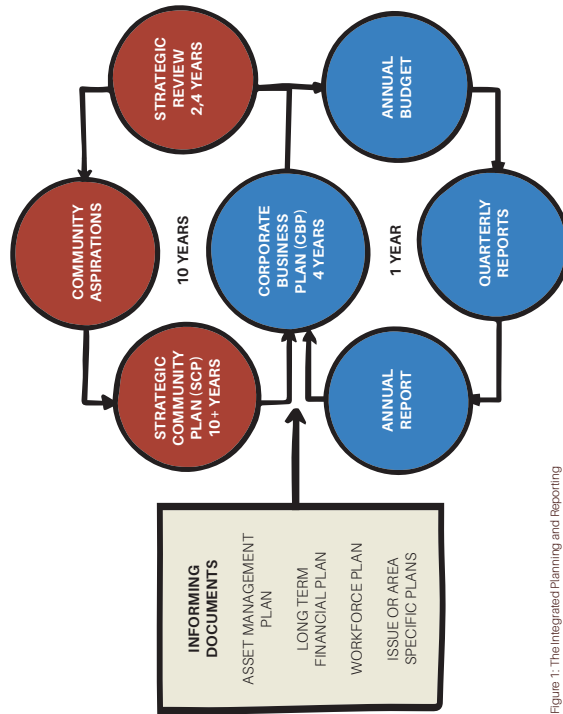 INFORMING
DOCUMENTS
ASSET MANAGEMENT
PLAN
LONG TERM
FINANCIAL PLAN
WORKFORCE PLAN
ISSUE OR AREA
SPECIFIC PLANS
STRATEGIC
COMMUNITY
PLAN (SCP)
10+ YEARS
COMMUNITY
ASPIRATIONS
STRATEGIC
REVIEW
2,4 YEARS
10 YEARS
CORPORATE
BUSINESS
PLAN (CBP)
4 YEARS
1 YEAR
ANNUAL
REPORT
QUARTERLY
REPORTS
ANNUAL
BUDGET
Figure 1: The Integrated Planning and Reporting